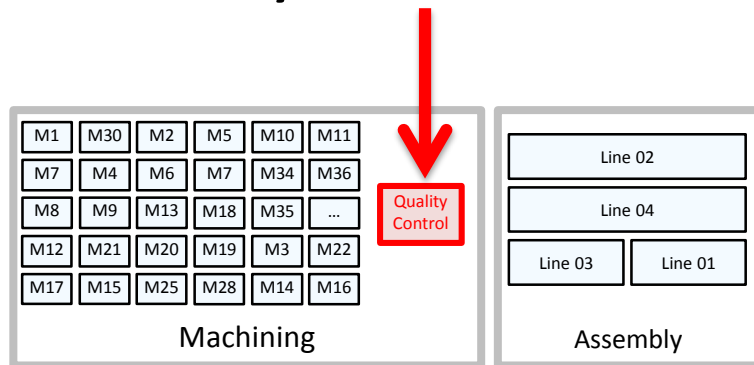 M1 M30 M2 M5 M10 M11
M7 M4 M6 M7 M34 M36
M8 M9 M13 M18 M35 ...
M12 M21 M20 M19 M3 M22
M17 M15 M25 M28 M14 M16
Quality
Control
Machining
Line 02
Line 04
Line 03 Line 01
Assembly